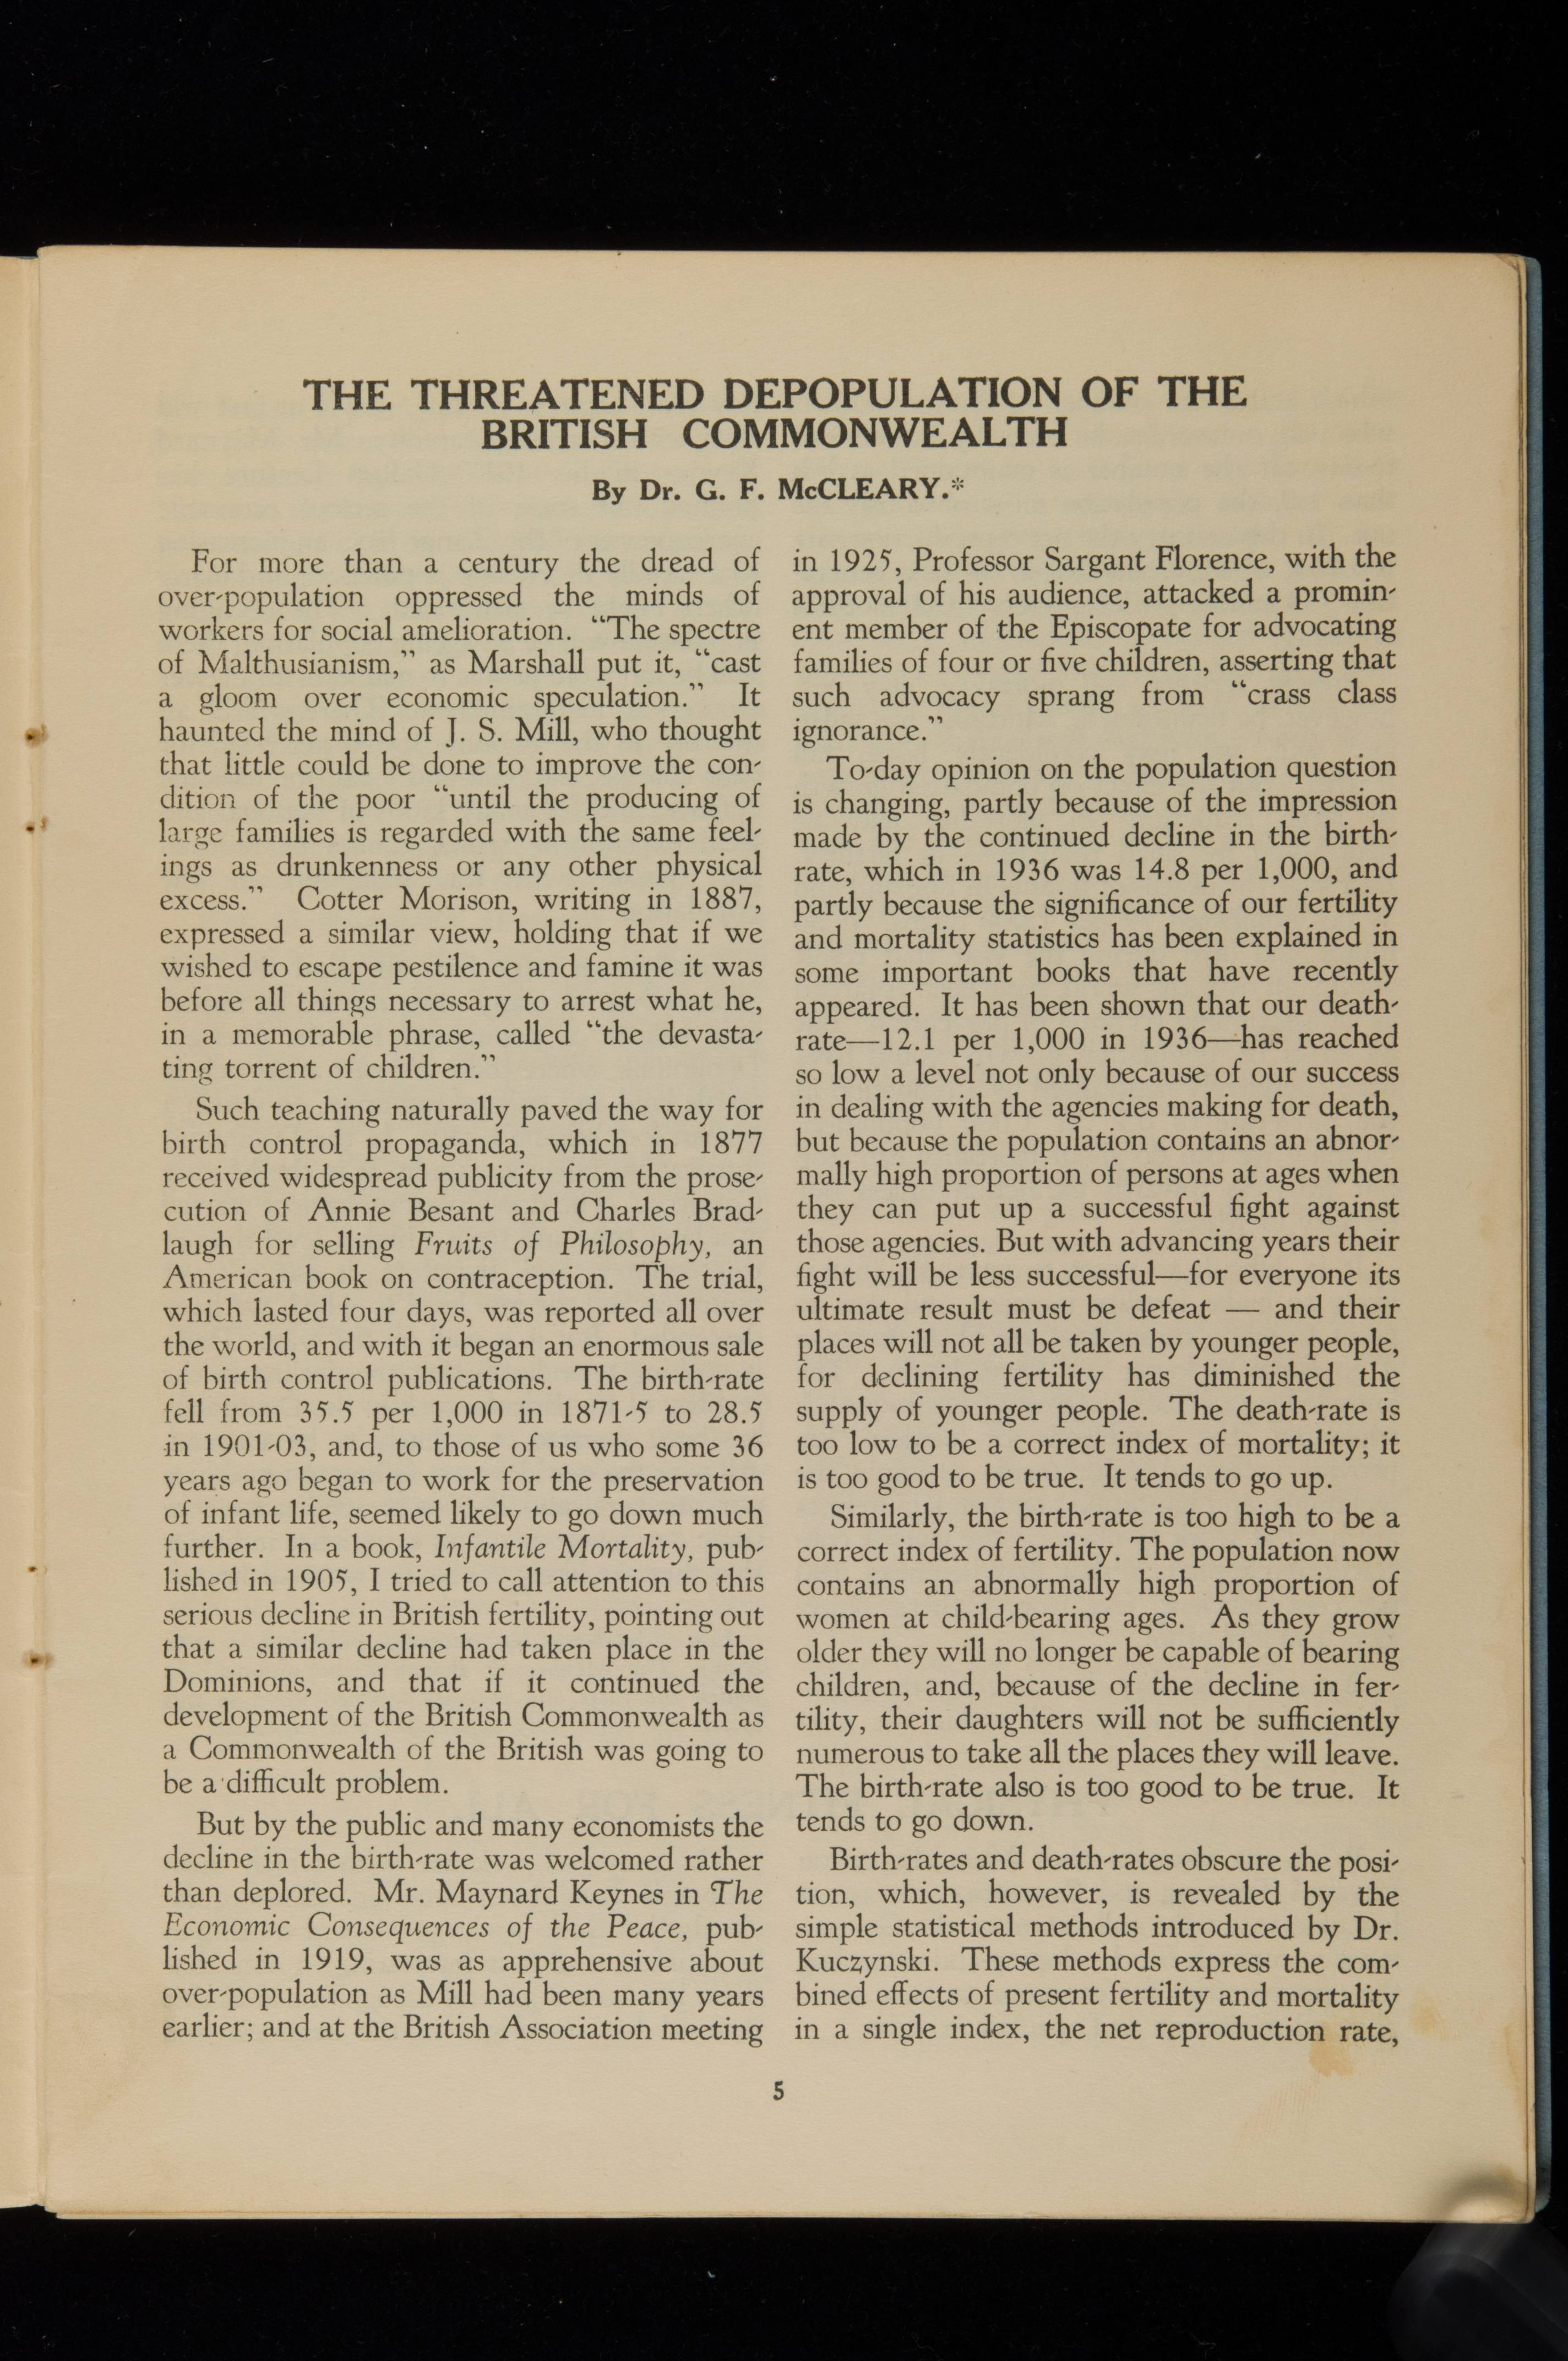 THE THREATENED DEPOPULATION OF THE
BRITISH COMMONWEALTH
By Dr. G. F. McCLEARY.*
For more than a century the dread of
over-population oppressed the minds of
workers for social amelioration. “The spectre
of Malthusianism,” as Marshall put it, “cast
a gloom over economic speculation.” It
haunted the mind of J. S. Mill, who thought
that little could be done to improve the con-
dition of the poor “until the producing of
large families is regarded with the same feel-
ings as drunkenness or any other physical
excess.” Cotter Morison, writing in 1887,
expressed a similar view, holding that if we
wished to escape pestilence and famine it was
before all things necessary to arrest what he,
in a memorable phrase, called “the devasta-
ting torrent of children.”
Such teaching naturally paved the way for
birth control propaganda, which in 1877
received widespread publicity from the prose-
cution of Annie Besant and Charles Brad-
laugh for selling Fruits of Philosophy, an
American book on contraception. The trial,
which lasted four days, was reported all over
the world, and with it began an enormous sale
of birth control publications. The birth-rate
fell from 35.5 per 1,000 in 1871-5 to 28.5
in 1901-03, and, to those of us who some 36
years ago began to work for the preservation
of infant life, seemed likely to go down much
further. In a book, Infantile Mortality, pub-
lished in 1905, I tried to call attention to this
serious decline in British fertility, pointing out
that a similar decline had taken place in the
Dominions, and that if it continued the
development of the British Commonwealth as
a Commonwealth of the British was going to
be a difficult problem.
But by the public and many economists the
decline in the birth-rate was welcomed rather
than deplored. Mr. Maynard Keynes in The
Economic Consequences of the Peace, pub-
lished in 1919, was as apprehensive about
over-population as Mill had been many years
earlier; and at the British Association meeting
in 1925, Professor Sargant Florence, with the
approval of his audience, attacked a promin-
ent member of the Episcopate for advocating
families of four or five children, asserting that
such advocacy sprang from “crass class
ignorance.”
To-day opinion on the population question
is changing, partly because of the impression
made by the continued decline in the birth-
rate, which in 1936 was 14.8 per 1,000, and
partly because the significance of our fertility
and mortality statistics has been explained in
some important books that have recently
appeared. It has been shown that our death-
rate—12.1 per 1,000 in 1936—has reached
so low a level not only because of our success
in dealing with the agencies making for death,
but because the population contains an abnor-
mally high proportion of persons at ages when
they can put up a successful fight against
those agencies. But with advancing years their
fight will be less successful—for everyone its
ultimate result must be defeat — and their
places will not all be taken by younger people,
for declining fertility has diminished the
supply of younger people. The death-rate is
too low to be a correct index of mortality; it
is too good to be true. It tends to go up.
Similarly, the birth-rate is too high to be a
correct index of fertility. The population now
contains an abnormally high proportion of
women at child-bearing ages. As they grow
older they will no longer be capable of bearing
children, and, because of the decline in fer-
tility, their daughters will not be sufficiently
numerous to take all the places they will leave.
The birth-rate also is too good to be true. It
tends to go down.
Birth-rates and death-rates obscure the posi-
tion, which, however, is revealed by the
simple statistical methods introduced by Dr.
Kuczynski. These methods express the com-
bined effects of present fertility and mortality
in a single index, the net reproduction rate,
5